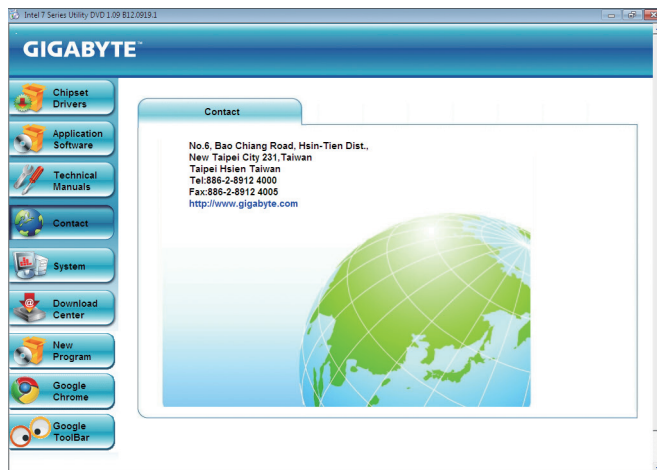 Intel 7 Series Utility DVD 1.09 B12.0919.1
GIGABYTE™
Chipset
Drivers
Application
Software
Technical
Manuals
Contact
System
Download
Center
New
Program
Google
Chrome
Google
ToolBar
Contact
No.6, Bao Chiang Road, Hsin-Tien Dist.,
New Taipei City 231,Taiwan
Taipei Hsien Taiwan
Tel:886-2-8912 4000
Fax:886-2-8912 4005
http://www.gigabyte.com